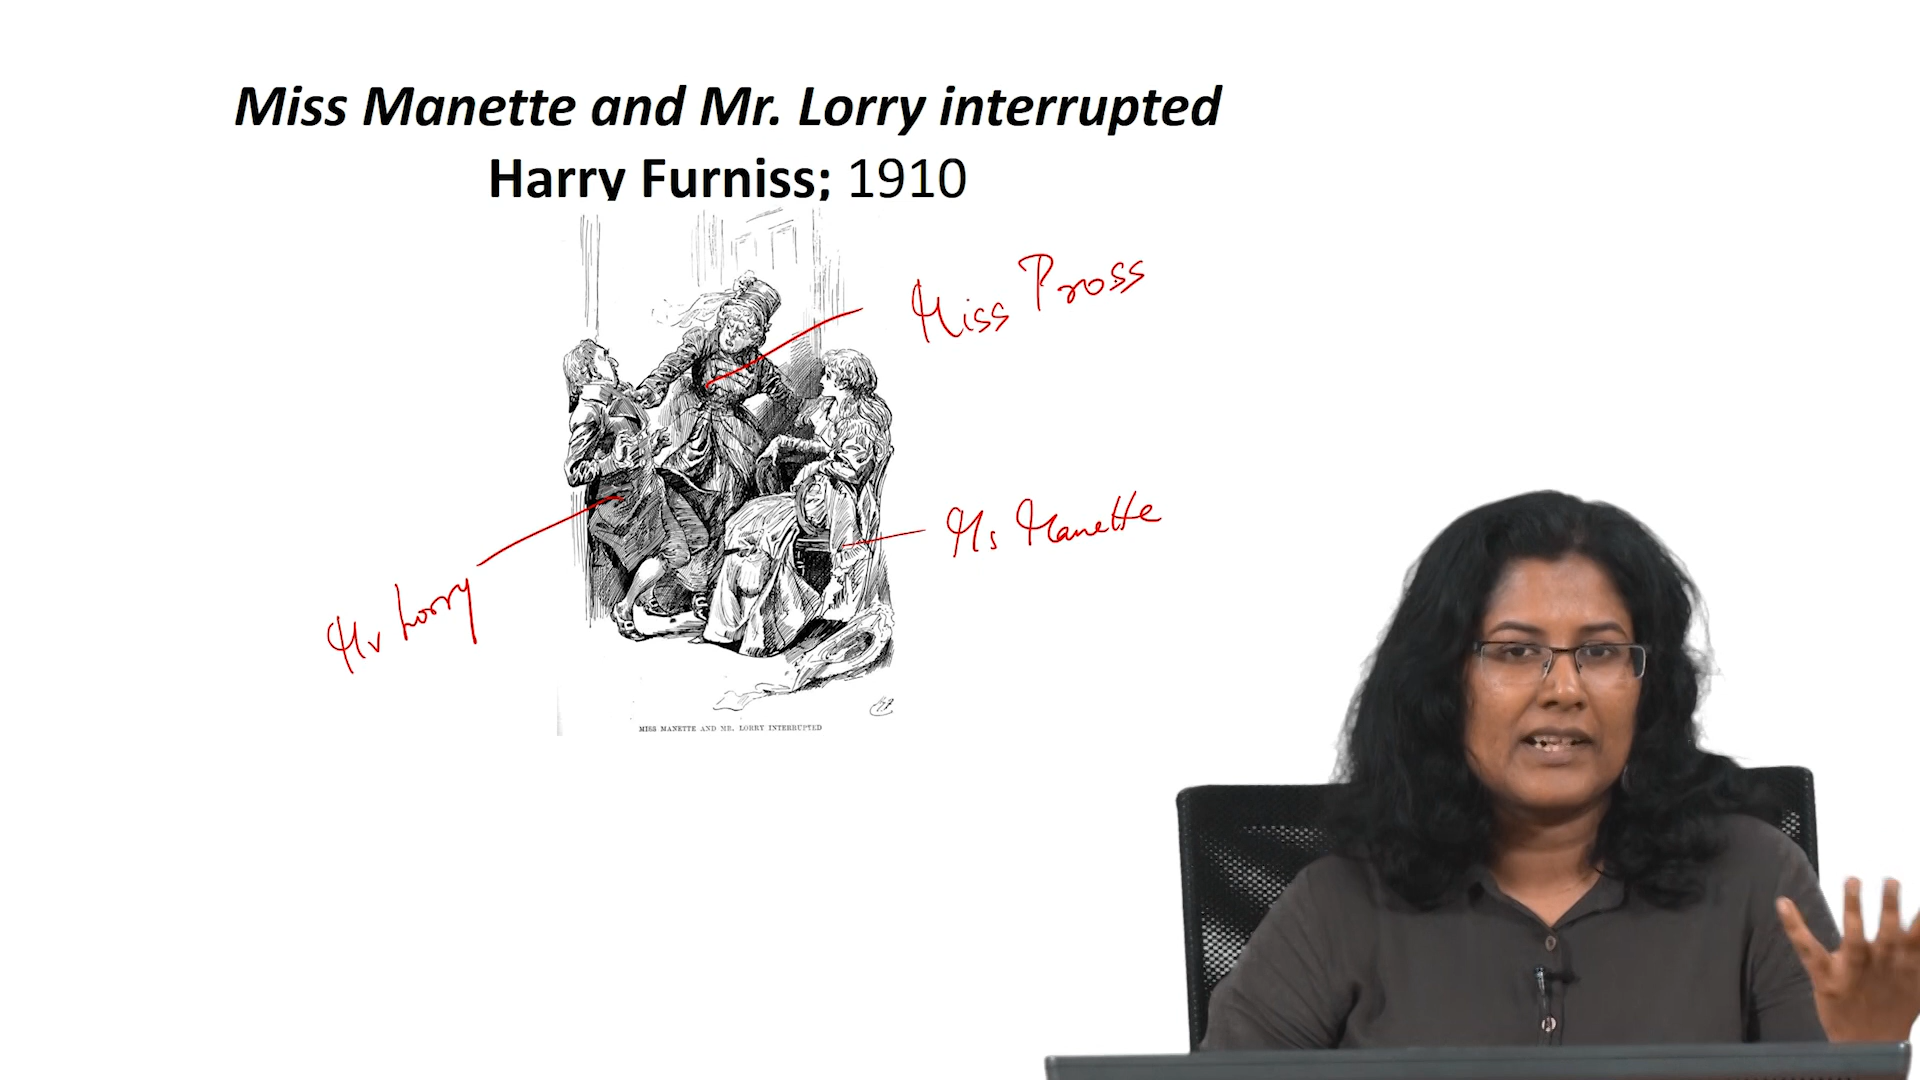 Miss Manette and Mr. Lorry interrupted
Harry Furniss; 1910
Miss Pross
Ms Manette
Mr Lorry
MISS MANETTE AND MR. LORRY INTERRUPTED